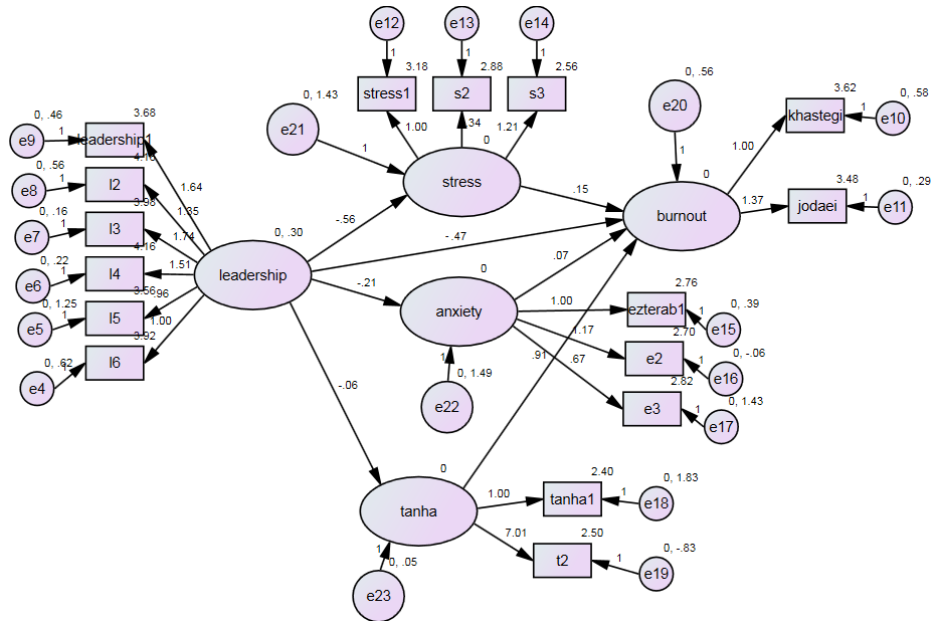 e12
e13
e14
1
1
1
3.18
2.88
2.56
stress1
s2
s3
0, 1.43
e21
1
1.00
.34
1.21
0
stress
0, .56
e20
1
3.62
0, .58
khastegi
1
e10
1.00
0, .46
3.68
e9
1
leadership1
0, .56
4.16
e8
1
l2
0, .16
3.98
e7
1
l3
0, .22
4.16
e6
1
l4
0, 1.25
3.56
e5
1
l5
0, .62
3.92
e4
1
l6
1.64
1.35
1.74
1.51
.96
1.00
0, .30
leadership
-.56
-.47
-.21
-.06
.15
.07
.67
0
burnout
1.37
3.48
0, .29
jodaei
1
e11
0
anxiety
1.00
1.17
.91
2.76
0, .39
ezterab1
1
e15
2.70
e2
1
0, -.06
e16
2.82
e3
1
0, 1.43
e17
1
0, 1.49
e22
0
tanha
1.00
7.01
2.40
0, 1.83
tanha1
1
e18
2.50
0, -.83
t2
1
e19
1
0, .05
e23